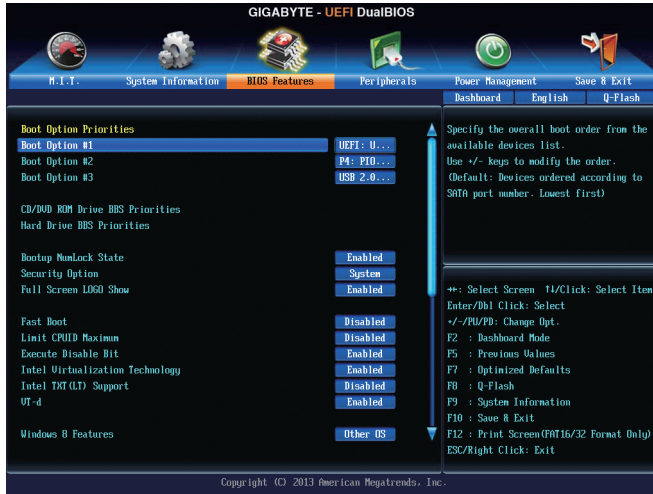 GIGABYTE - UEFI DualBIOS
M.I.T.
System Information
BIOS Features
Peripherals
Power Management
Save & Exit
Dashboard
English
Q-Flash
Boot Option Priorities
Boot Option #1 UEFI: U...
Boot Option #2 P4: PIO...
Boot Option #3 USB 2.0...
CD/DVD ROM Drive BBS Priorities
Hard Drive BBS Priorities
Bootup NumLock State Enabled
Security Option System
Full Screen LOGO Show Enabled
Fast Boot Disabled
Limit CPUID Maximum Disabled
Execute Disable Bit Enabled
Intel Virtualization Technology Enabled
Intel TXT(LT) Support Disabled
VT-d Enabled
Windows 8 Features Other OS
Specify the overall boot order from the
available devices list.
Use +/- keys to modify the order.
(Default: Devices ordered according to
SATA port number. Lowest first)
→←: Select Screen ↑↓/Click: Select Item
Enter/Dbl Click: Select
+/-/PU/PD: Change Opt.
F2 : Dashboard Mode
F5 : Previous Values
F7 : Optimized Defaults
F8 : Q-Flash
F9 : System Information
F10 : Save & Exit
F12 : Print Screen(FAT16/32 Format Only)
ESC/Right Click: Exit
Copyright (C) 2013 American Megatrends, Inc.